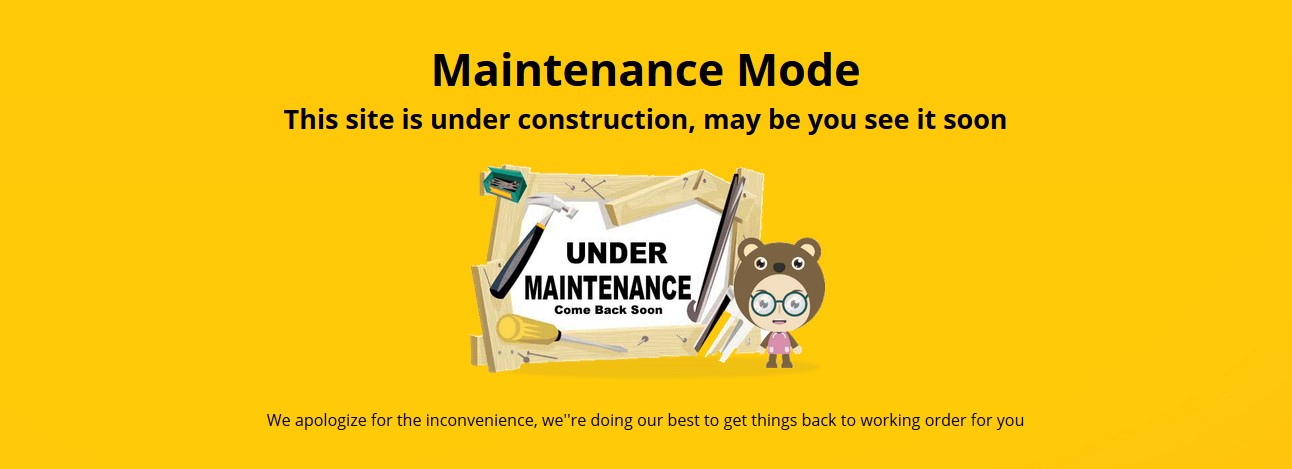 Maintenance Mode
This site is under construction, may be you see it soon
UNDER
MAINTENANCE
Come Back Soon
We apologize for the inconvenience, we''re doing our best to get things back to working order for you